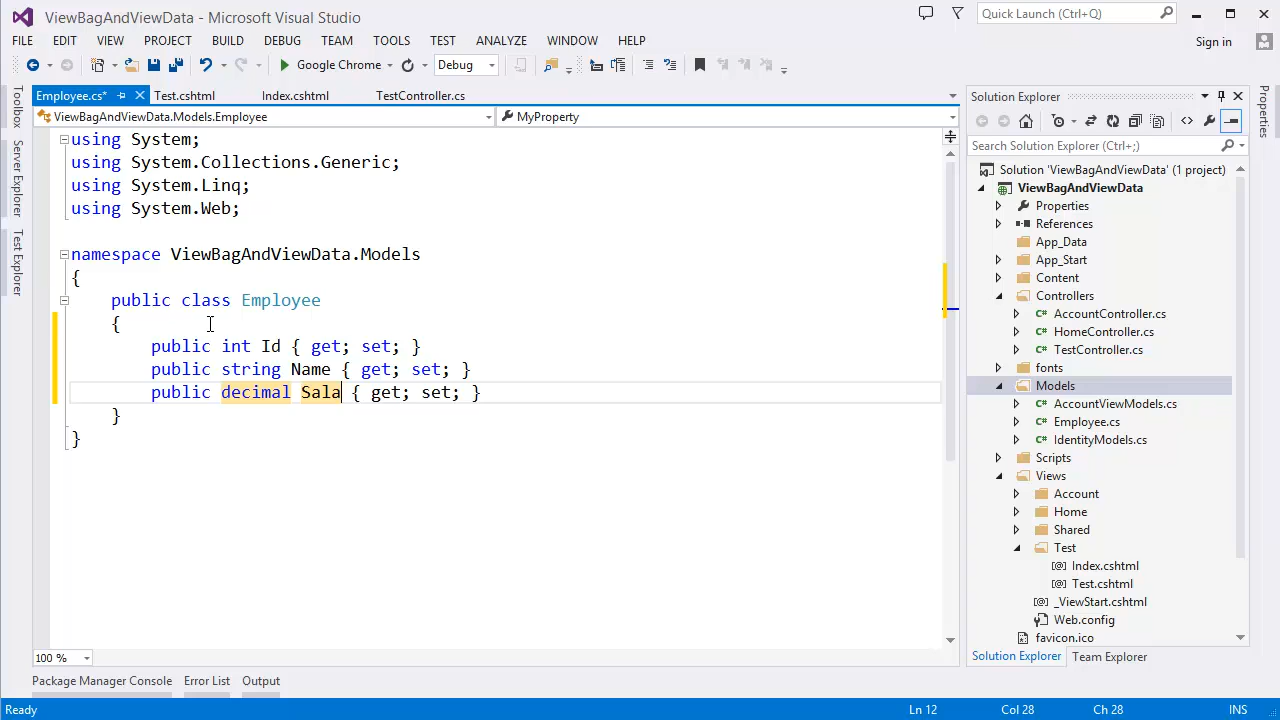 ViewBagAndViewData - Microsoft Visual Studio
Quick Launch (Ctrl+Q)
FILE EDIT VIEW PROJECT BUILD DEBUG TEAM TOOLS TEST ANALYZE WINDOW HELP
Sign in
Google Chrome
Debug
Toolbox
Server Explorer
Test Explorer
Employee.cs* Test.cshtml Index.cshtml TestController.cs
ViewBagAndViewData.Models.Employee
MyProperty
using System;
using System.Collections.Generic;
using System.Linq;
using System.Web;
namespace ViewBagAndViewData.Models
{
public class Employee
{
public int Id { get; set; }
public string Name { get; set; }
public decimal Sala { get; set; }
}
}
100 %
Solution Explorer
Search Solution Explorer (Ctrl+;)
Solution 'ViewBagAndViewData' (1 project)
ViewBagAndViewData
Properties
References
App_Data
App_Start
Content
Controllers
AccountController.cs
HomeController.cs
TestController.cs
fonts
Models
AccountViewModels.cs
Employee.cs
IdentityModels.cs
Scripts
Views
Account
Home
Shared
Test
Index.cshtml
Test.cshtml
_ViewStart.cshtml
Web.config
favicon.ico
Solution Explorer Team Explorer
Properties
Package Manager Console Error List Output
Ready
Ln 12 Col 28 Ch 28 INS